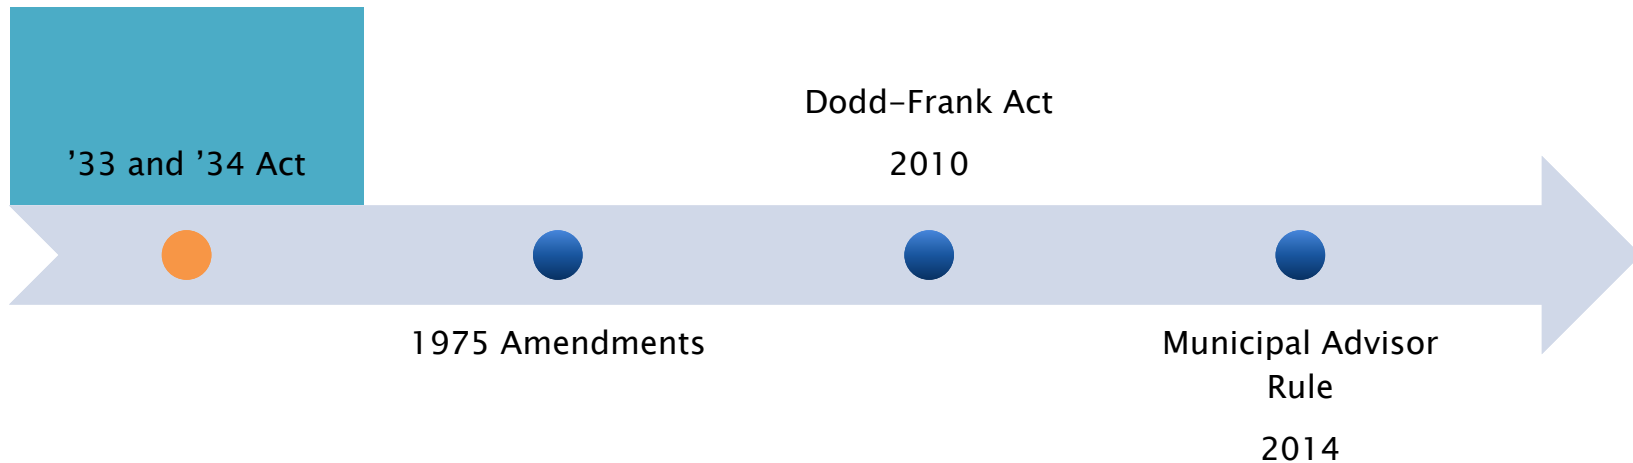 ’33 and ’34 Act
1975 Amendments
Dodd–Frank Act
2010
Municipal Advisor
Rule
2014